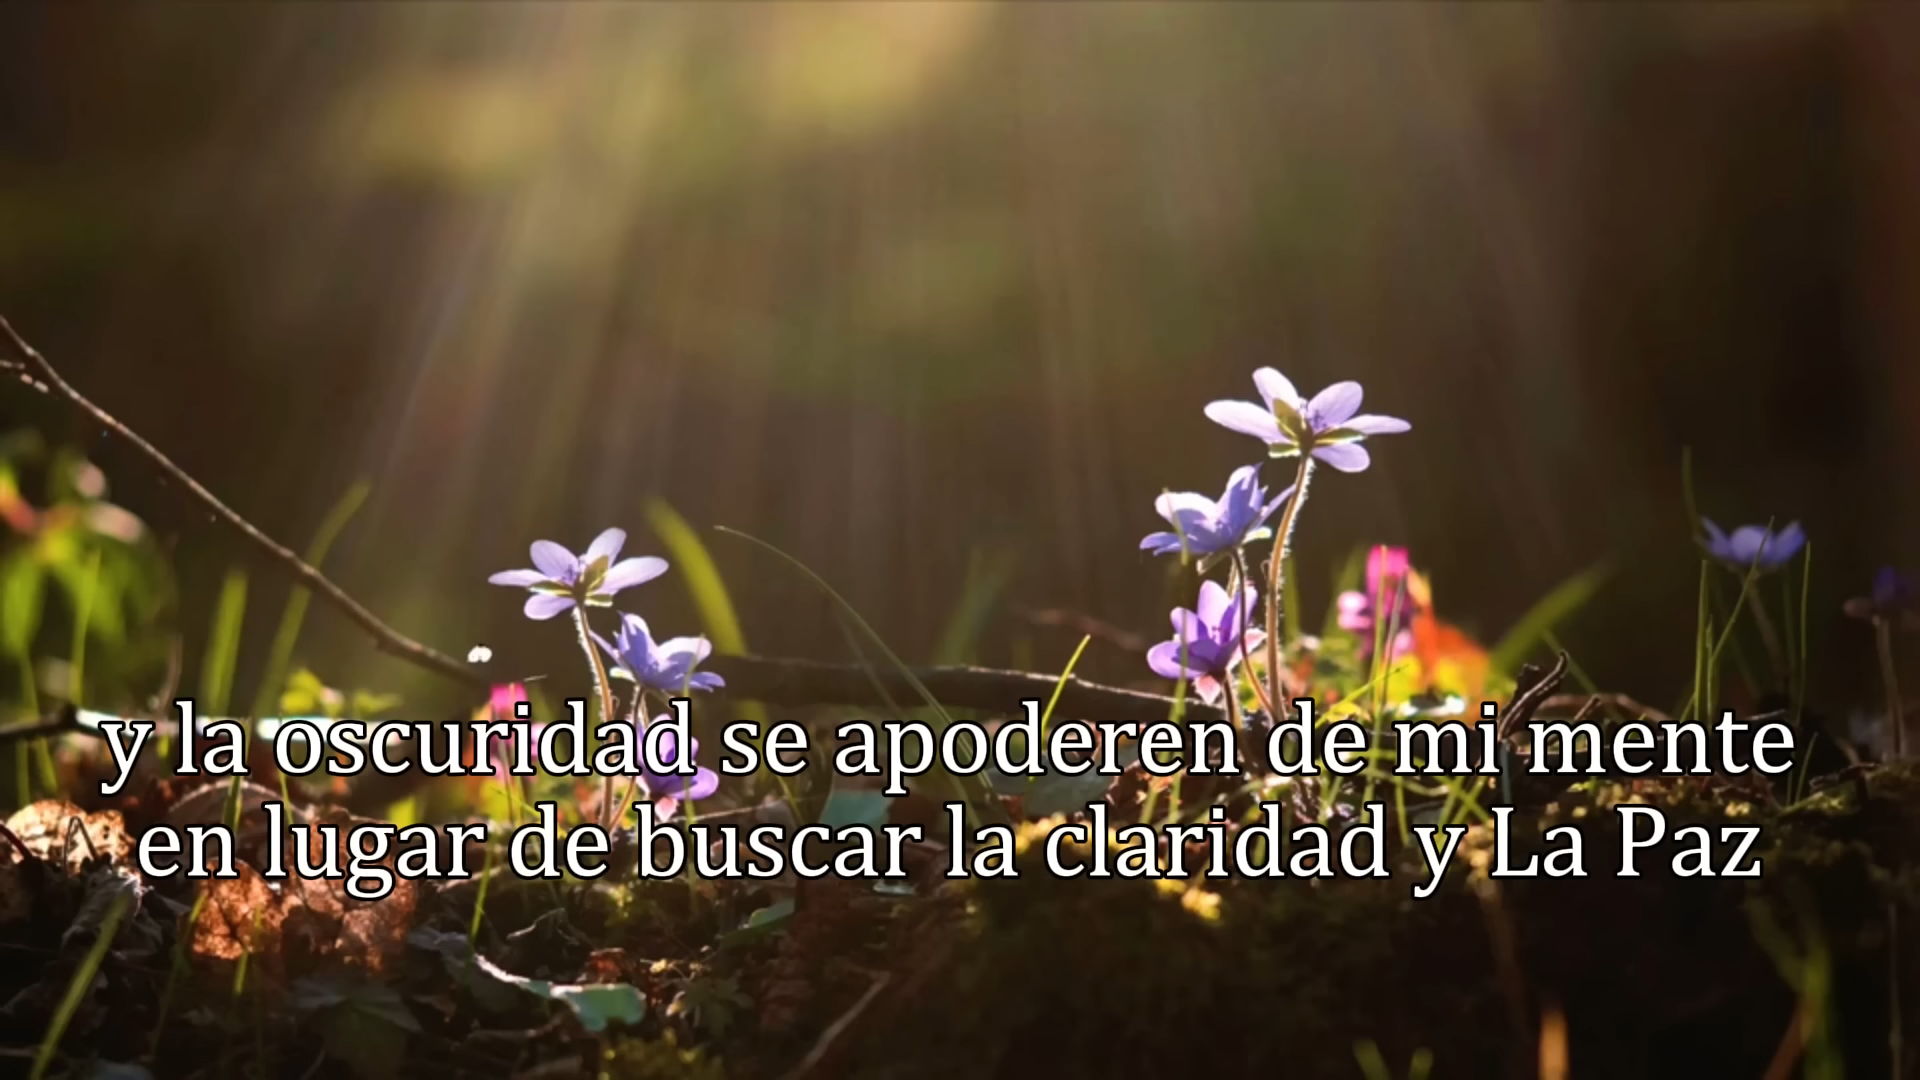 y la oscuridad se apoderen de mi mente
en lugar de buscar la claridad y La Paz